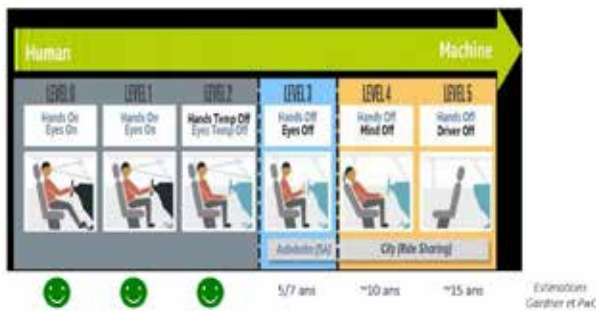 Human Machine
LEVEL 0 LEVEL 1 LEVEL 2 LEVEL 3 LEVEL 4 LEVEL 5
Hands On Hands On Hands Temp Off Hands Off Hands Off Hands Off
Eyes On Eyes On Eyes Temp Off Eyes Off Mind Off Driver Off
City (Ride Sharing)
5/7 ans ~10 ans ~15 ans Estimations
Gardner et PwC